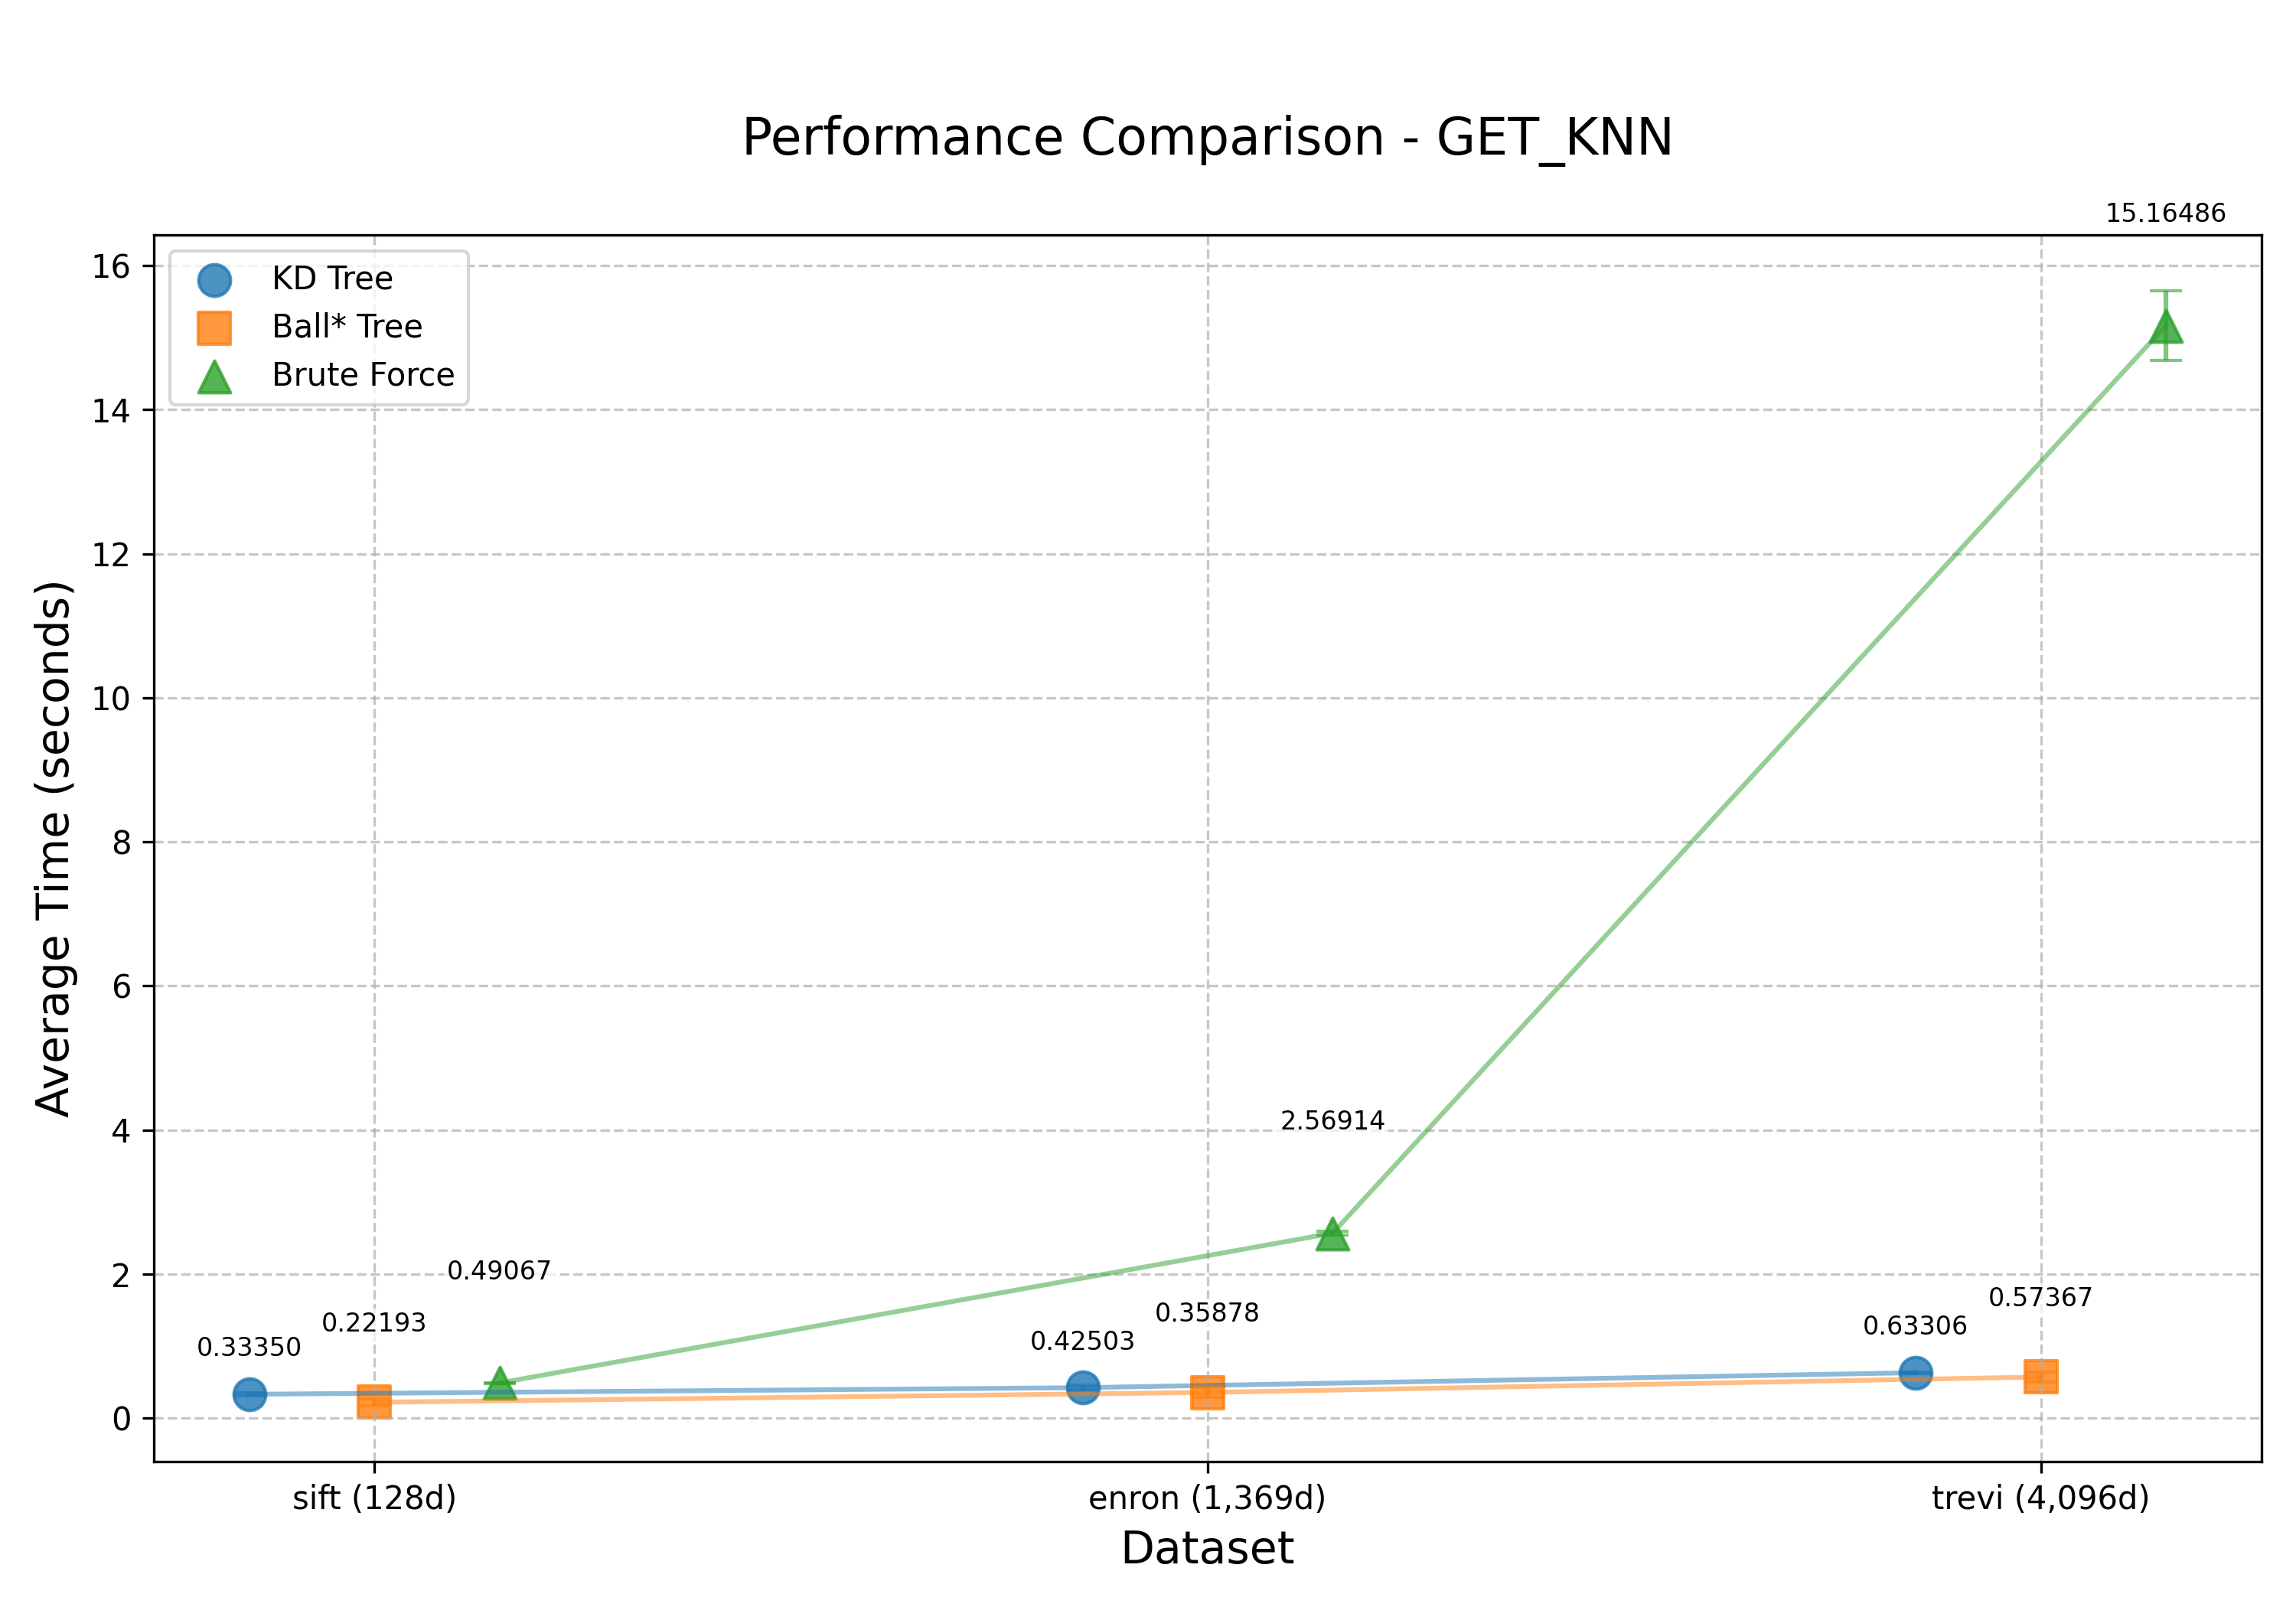 Performance Comparison - GET_KNN
15.16486
16
14
12
10
8
6
4
2
0
KD Tree
Ball* Tree
Brute Force
2.56914
0.49067
0.22193
0.33350
0.35878
0.42503
0.57367
0.63306
Average Time (seconds)
sift (128d)
enron (1,369d)
trevi (4,096d)
Dataset